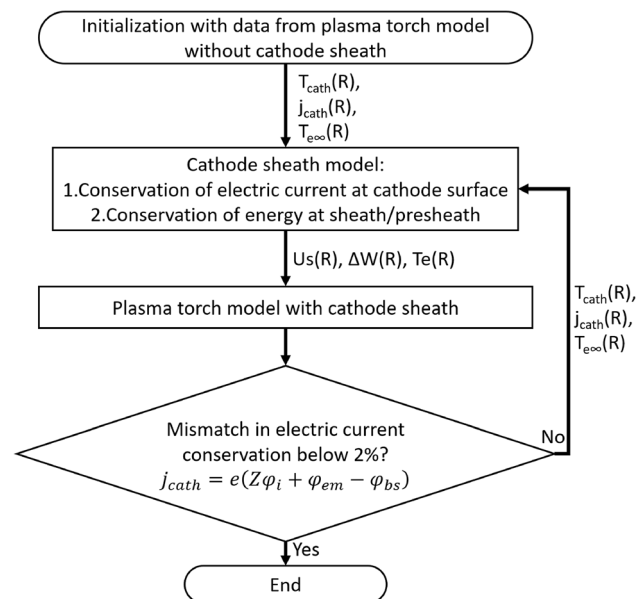 Initialization with data from plasma torch model
without cathode sheath
T_cath(R),
j_cath(R),
T_e∞(R)
Cathode sheath model:
1.Conservation of electric current at cathode surface
2.Conservation of energy at sheath/presheath
Us(R), ΔW(R), Te(R)
Plasma torch model with cathode sheath
T_cath(R),
j_cath(R),
T_e∞(R)
Mismatch in electric current
conservation below 2%?
j_cath = e(Zφ_i + φ_em − φ_bs)
No
Yes
End